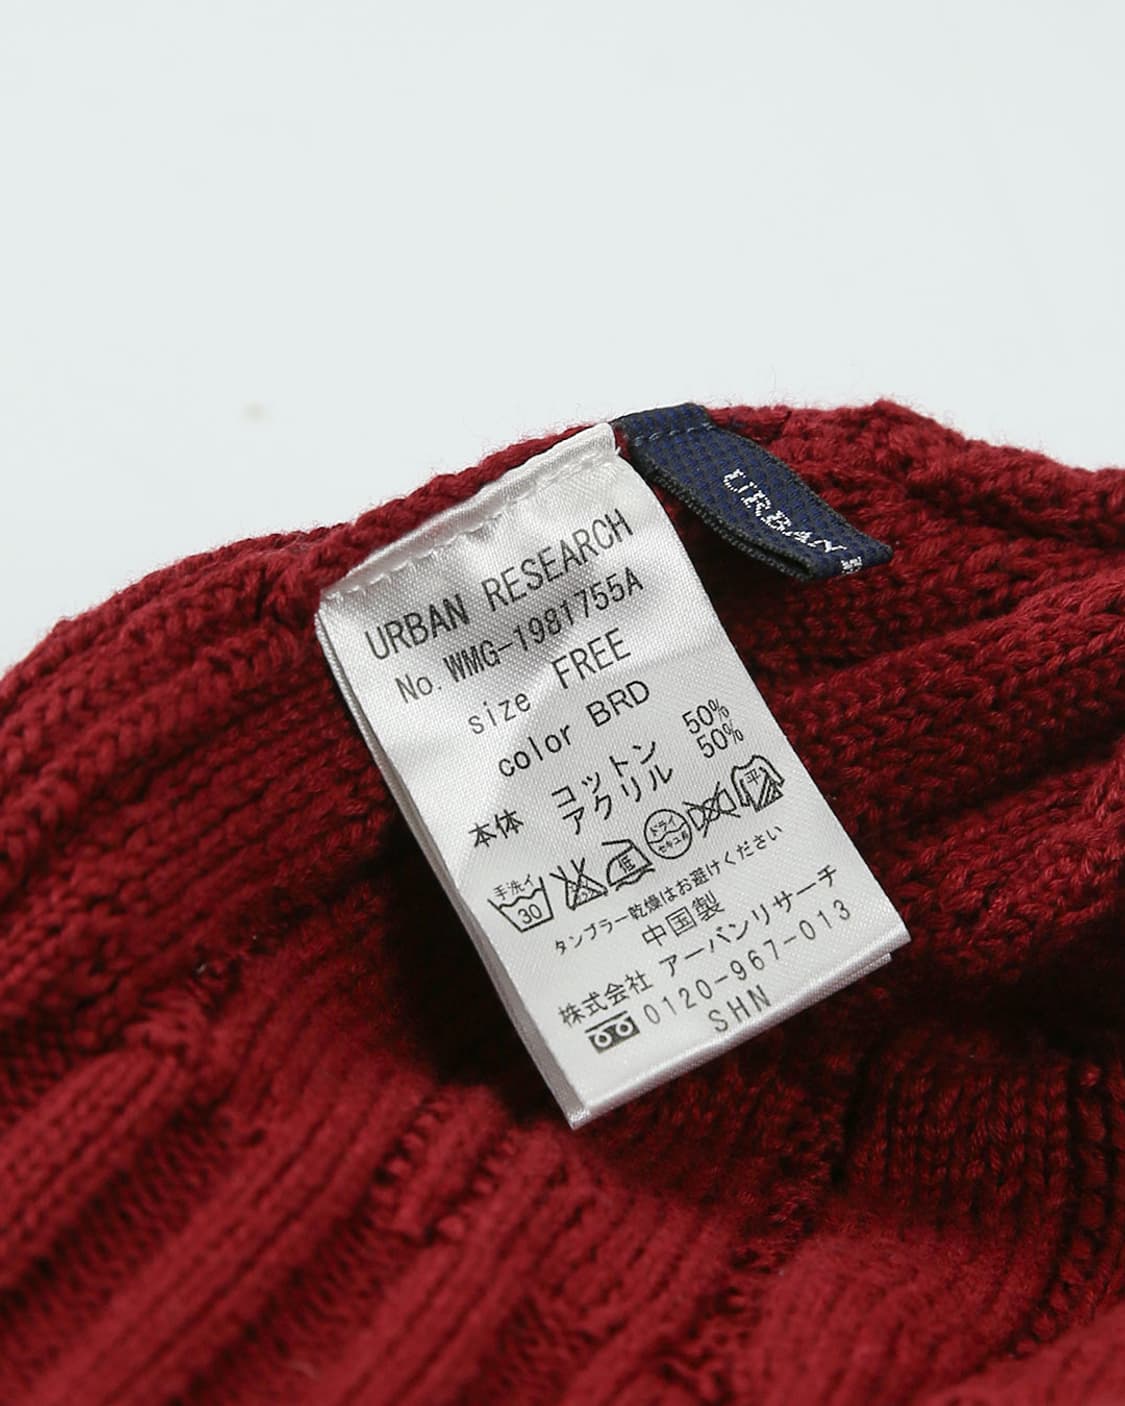 URBAN RESEARCH
No. WMG-1981755A
size FREE
color BRD
本体 コットン 50%
アクリル 50%
手洗イ 30 低 ドライ セキユ系 平
タンブラー乾燥はお避けください
中国製
株式会社 アーバンリサーチ
0120-967-013
SHN
URBAN